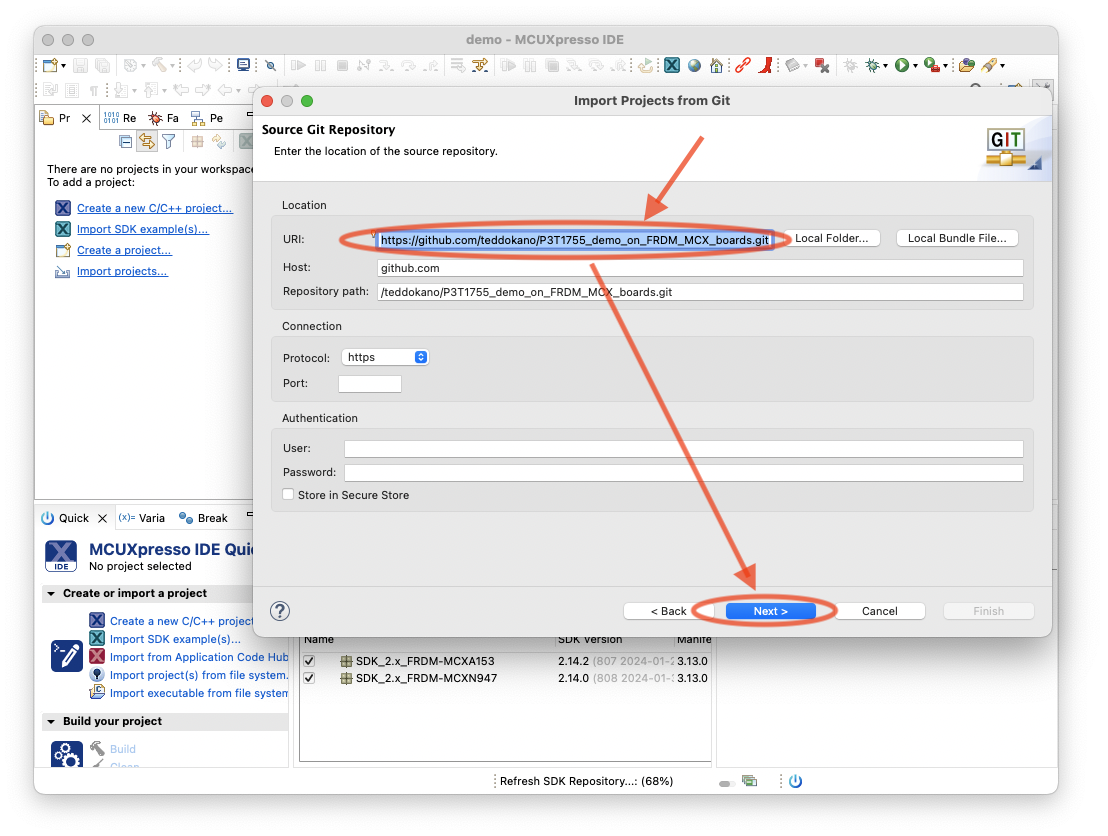 demo - MCUXpresso IDE
Pr
Re
Fa
Pe
There are no projects in your workspace
To add a project:
Create a new C/C++ project...
Import SDK example(s)...
Create a project...
Import projects...
Import Projects from Git
Source Git Repository
Enter the location of the source repository.
GIT
Location
URI:
https://github.com/teddokano/P3T1755_demo_on_FRDM_MCX_boards.git
Local Folder...
Local Bundle File...
Host:
github.com
Repository path:
/teddokano/P3T1755_demo_on_FRDM_MCX_boards.git
Connection
Protocol:
https
Port:
Authentication
User:
Password:
Store in Secure Store
< Back
Next >
Cancel
Finish
Quick
(x)= Varia
Break
IDE
MCUXpresso IDE Quic
No project selected
Create or import a project
Create a new C/C++ project
Import SDK example(s)...
Import from Application Code Hub
Import project(s) from file system.
Import executable from file system
Build your project
Build
Clean
Name
SDK Version
Manife
SDK_2.x_FRDM-MCXA153
2.14.2 (807 2024-01-2
3.13.0
SDK_2.x_FRDM-MCXN947
2.14.0 (808 2024-01-3
3.13.0
Refresh SDK Repository...: (68%)